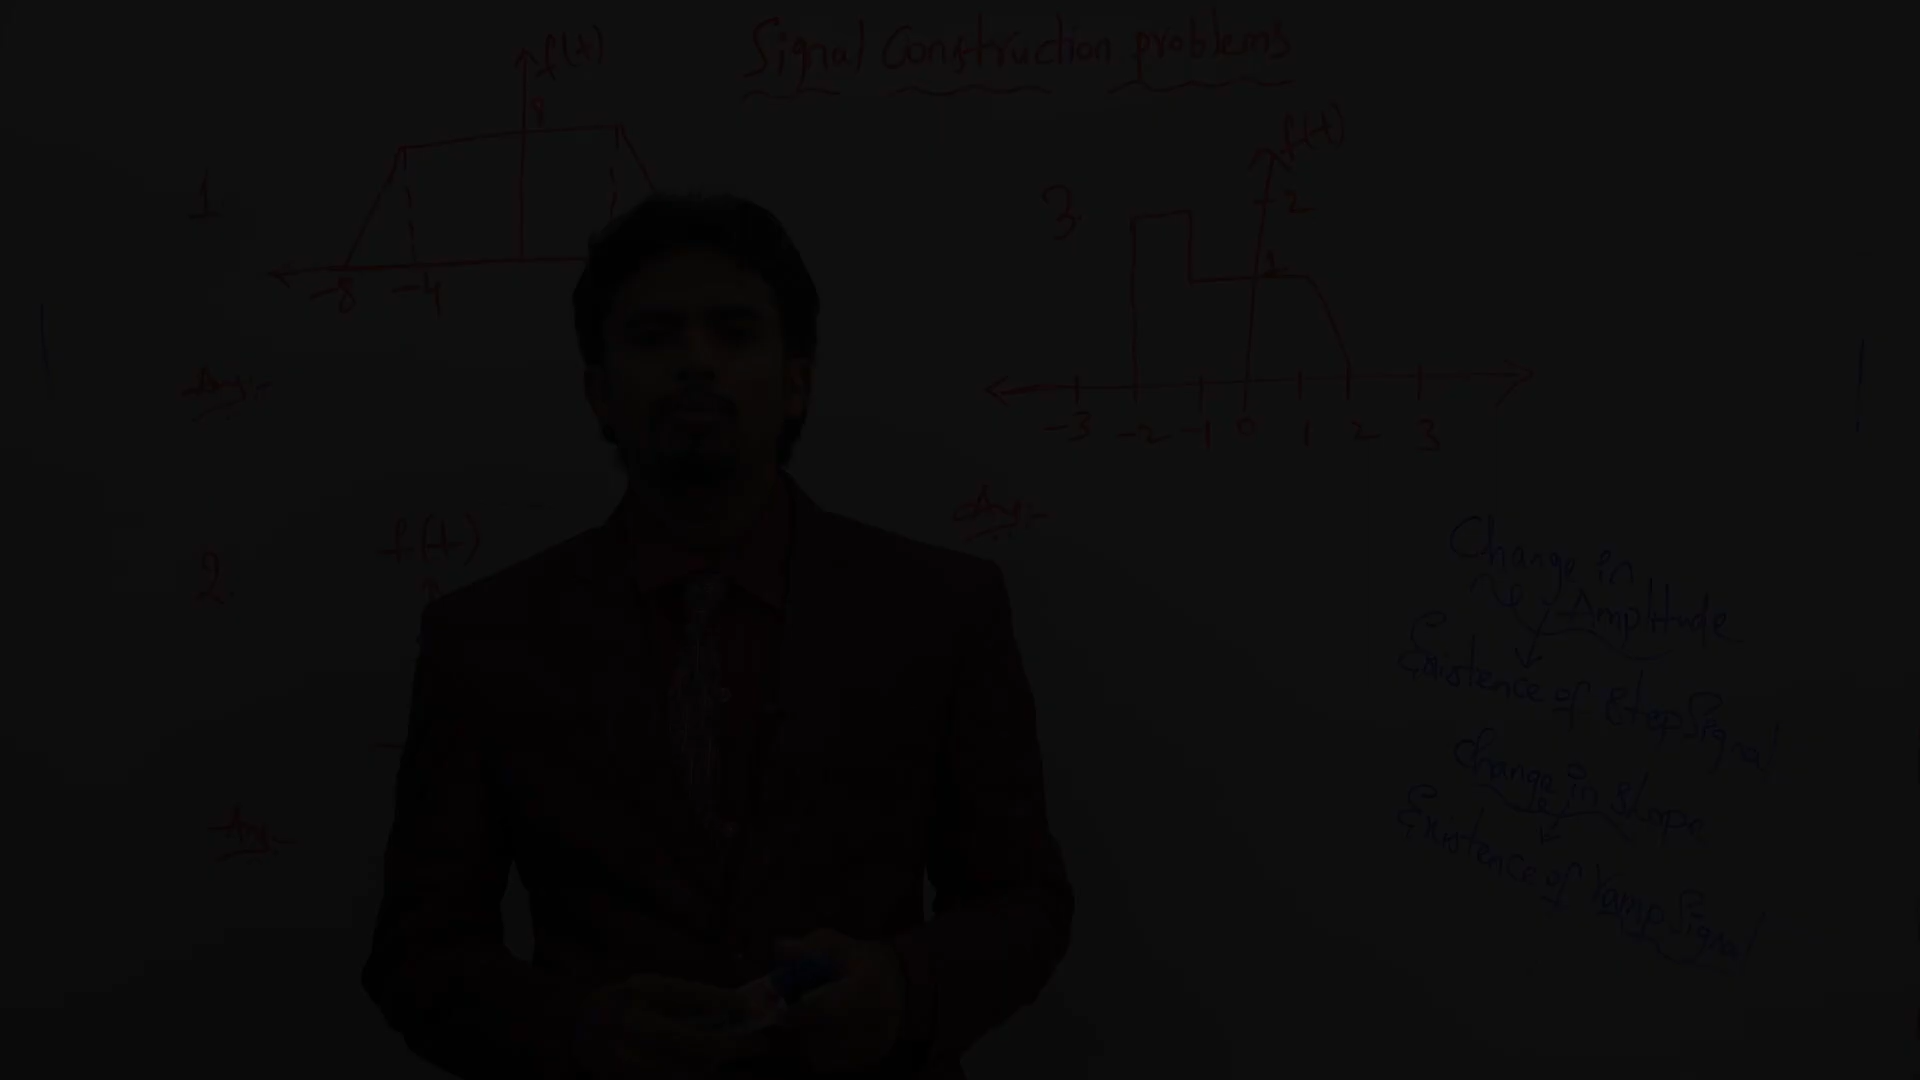 Signal Construction problems
1.
f(t)
8
-8 -4
Ans:-
2.
f(t)
Ans:-
3.
f(t)
2
1
-3 -2 -1 0 1 2 3
Ans:-
Change in
Amplitude
Existence of Step Signal
Change in Slope
Existence of ramp Signal